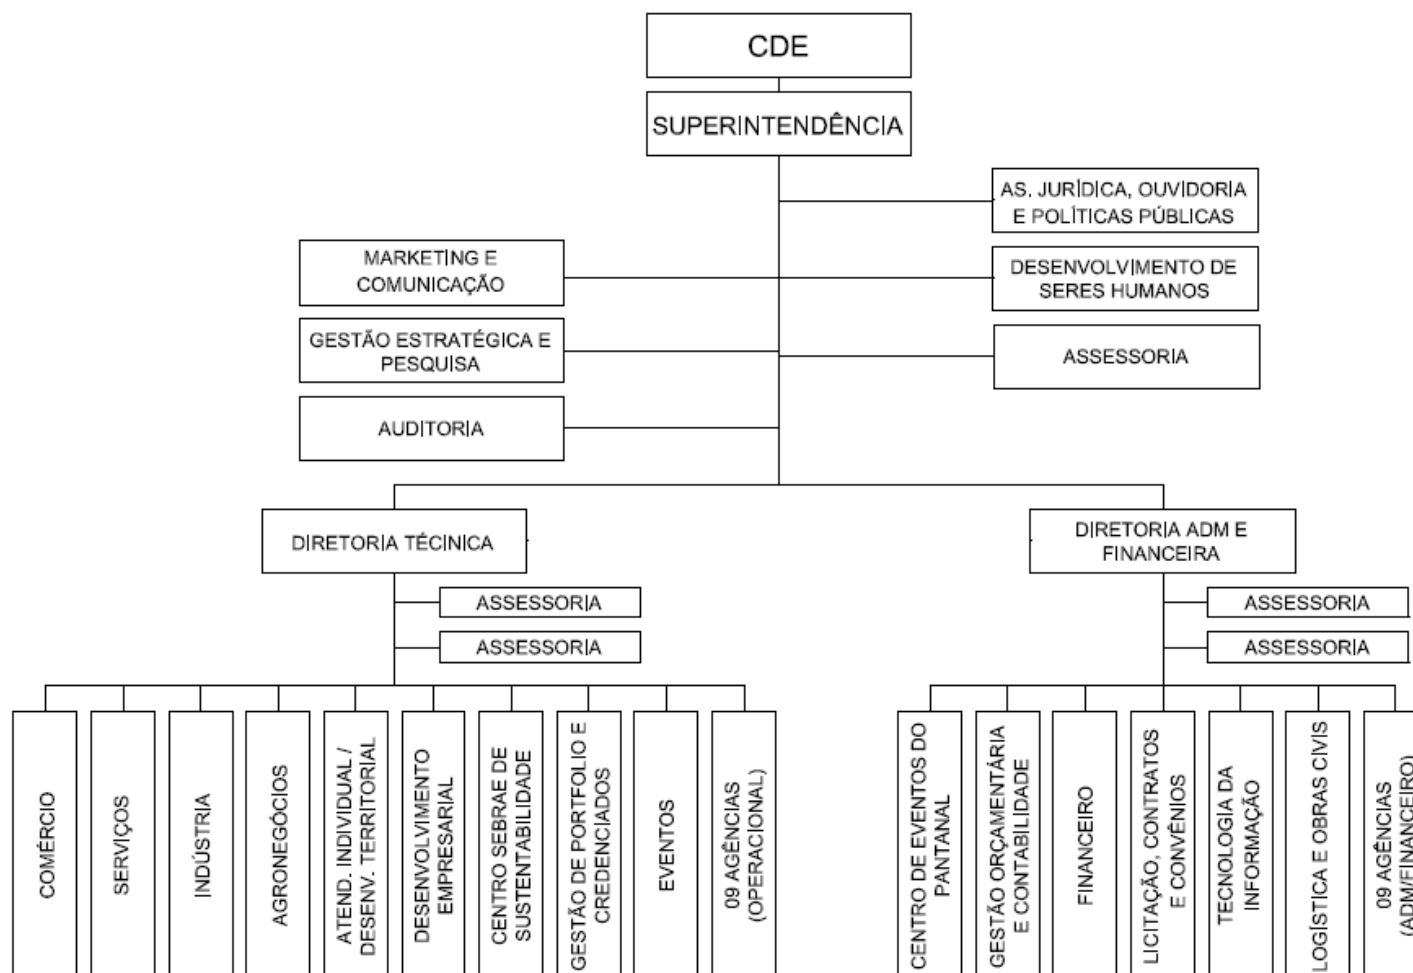 CDE
SUPERINTENDÊNCIA
AS. JURÍDICA, OUVIDORIA
E POLÍTICAS PÚBLICAS
MARKETING E
COMUNICAÇÃO
DESENVOLVIMENTO DE
SERES HUMANOS
GESTÃO ESTRATÉGICA E
PESQUISA
ASSESSORIA
AUDITORIA
DIRETORIA TÉCINICA
DIRETORIA ADM E
FINANCEIRA
ASSESSORIA
ASSESSORIA
ASSESSORIA
ASSESSORIA
COMÉRCIO
SERVIÇOS
INDÚSTRIA
AGRONEGÓCIOS
ATEND. INDIVIDUAL /
DESENV. TERRITORIAL
DESENVOLVIMENTO
EMPRESARIAL
CENTRO SEBRAE DE
SUSTENTABILIDADE
GESTÃO DE PORTFOLIO E
CREDENCIADOS
EVENTOS
09 AGÊNCIAS
(OPERACIONAL)
CENTRO DE EVENTOS DO
PANTANAL
GESTÃO ORÇAMENTÁRIA
E CONTABILIDADE
FINANCEIRO
LICITAÇÃO, CONTRATOS
E CONVÊNIOS
TECNOLOGIA DA
INFORMAÇÃO
LOGÍSTICA E OBRAS CIVIS
09 AGÊNCIAS
(ADM/FINANCEIRO)